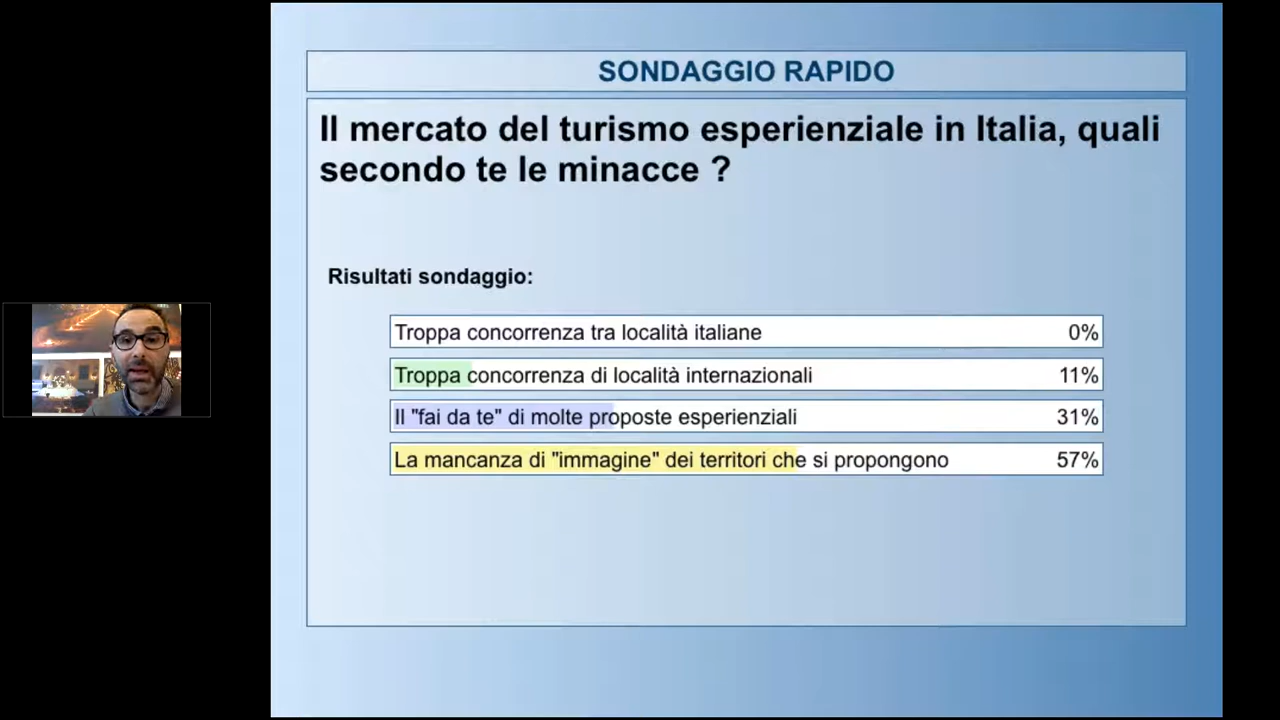 SONDAGGIO RAPIDO
Il mercato del turismo esperienziale in Italia, quali
secondo te le minacce ?
Risultati sondaggio:
Troppa concorrenza tra località italiane 0%
Troppa concorrenza di località internazionali 11%
Il "fai da te" di molte proposte esperienziali 31%
La mancanza di "immagine" dei territori che si propongono 57%